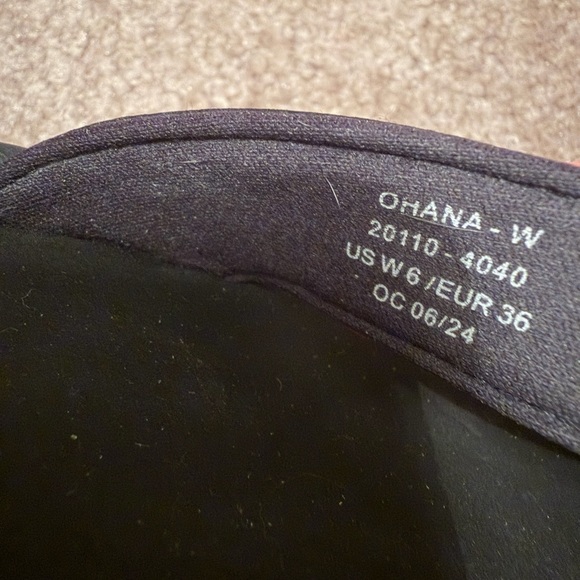 OHANA - W
20110 - 4040
US W 6 /EUR 36
OC 06/24